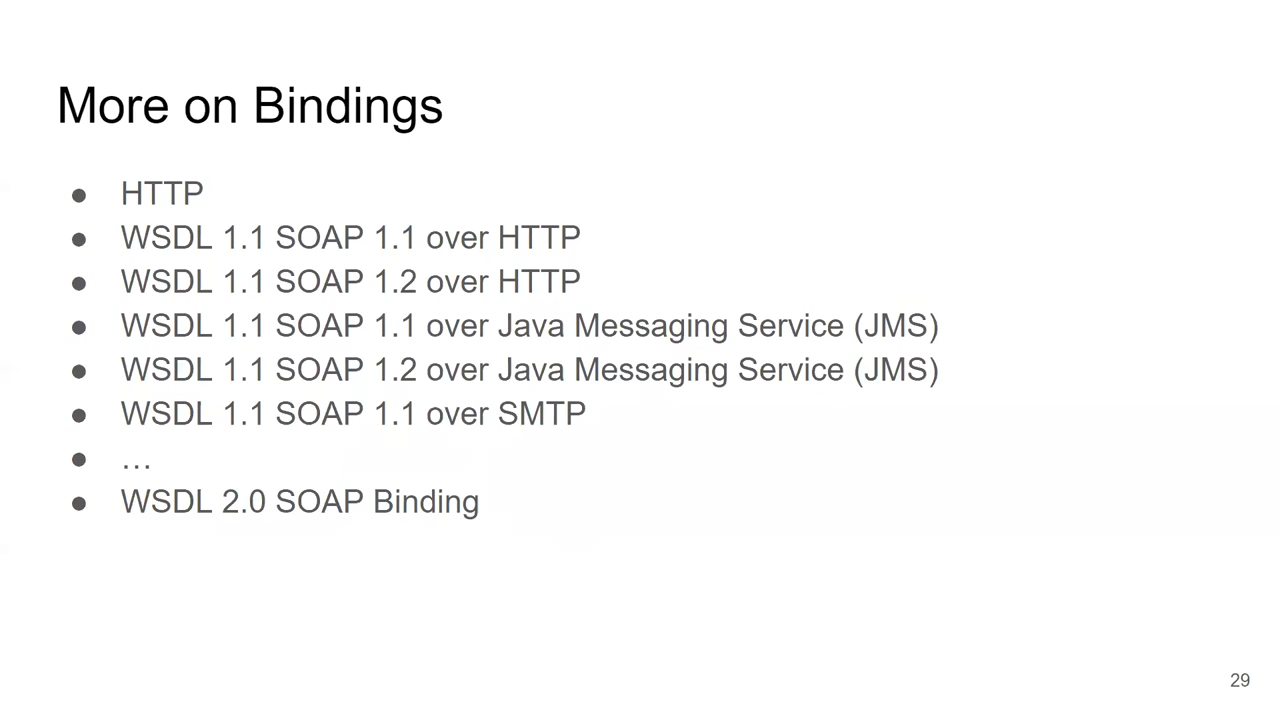 More on Bindings
● HTTP
● WSDL 1.1 SOAP 1.1 over HTTP
● WSDL 1.1 SOAP 1.2 over HTTP
● WSDL 1.1 SOAP 1.1 over Java Messaging Service (JMS)
● WSDL 1.1 SOAP 1.2 over Java Messaging Service (JMS)
● WSDL 1.1 SOAP 1.1 over SMTP
● …
● WSDL 2.0 SOAP Binding
29